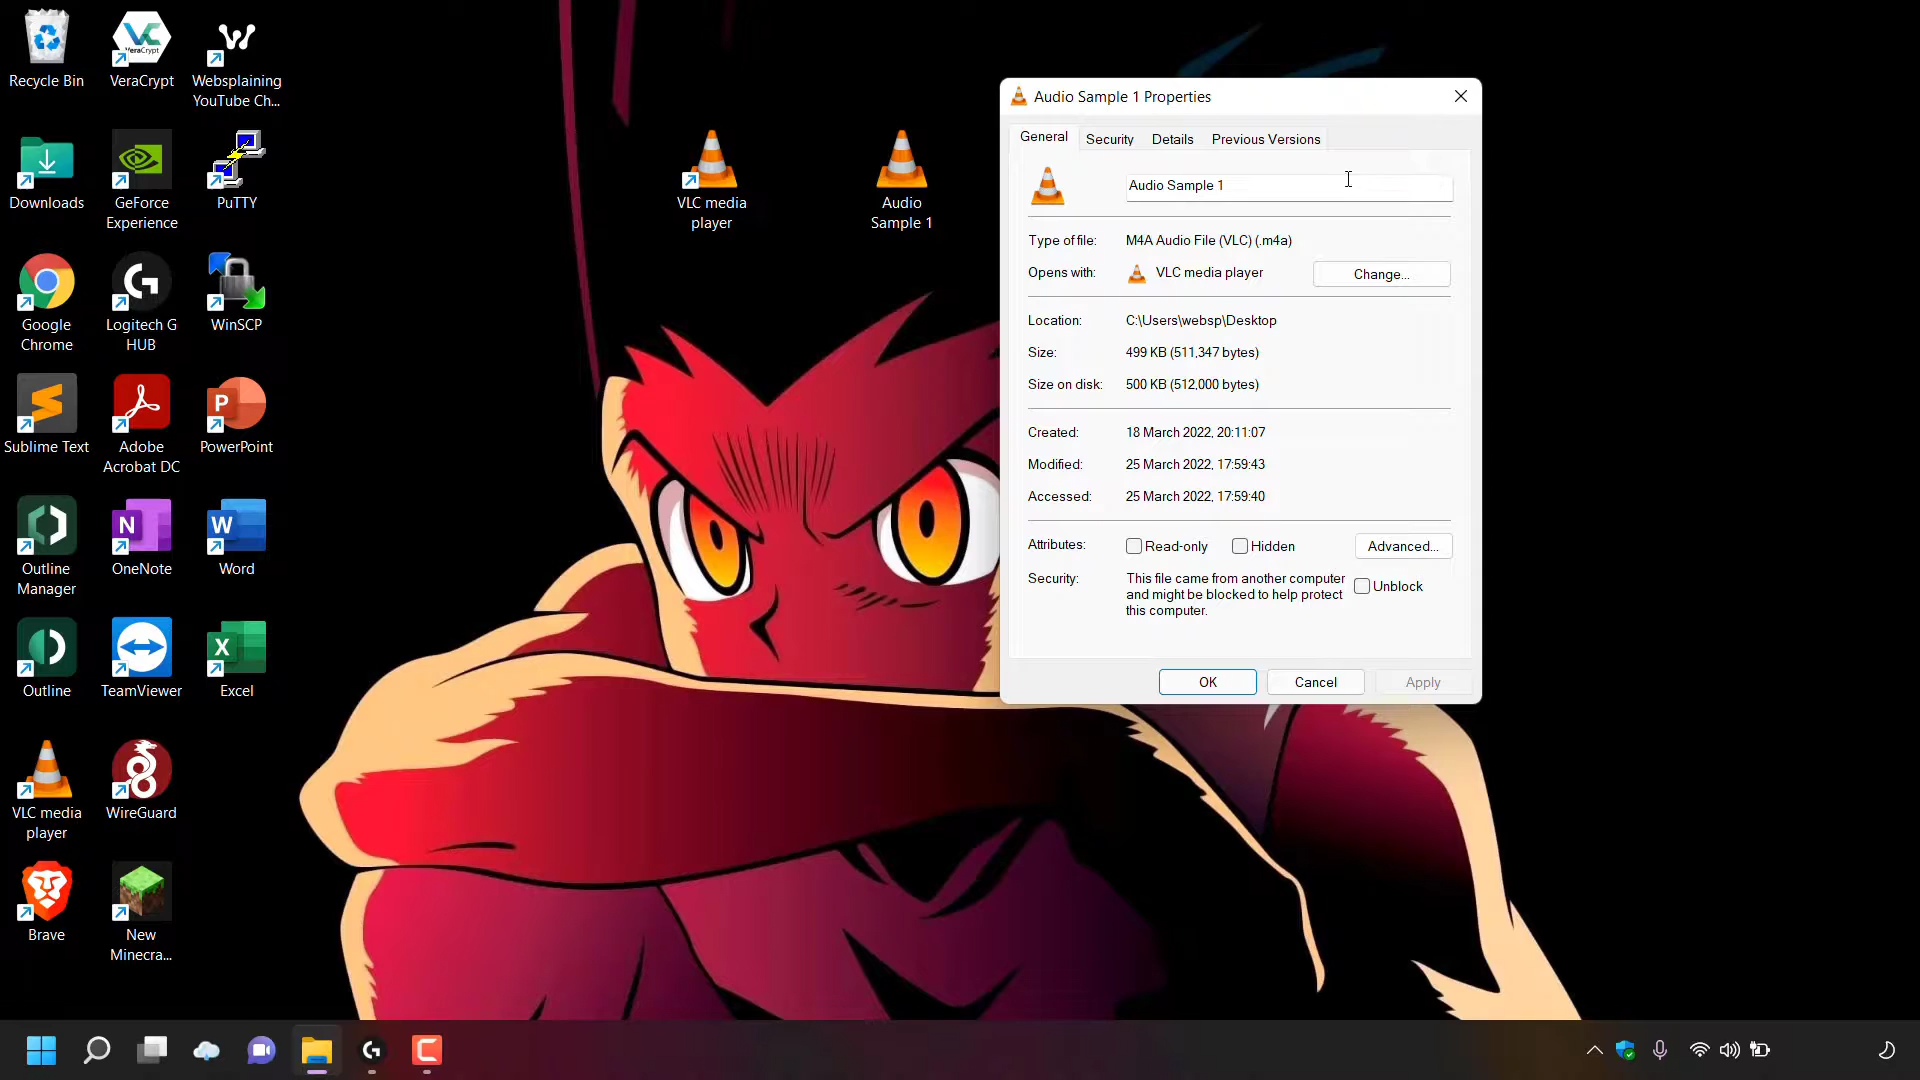 Recycle Bin
VeraCrypt
VeraCrypt
Websplaining
YouTube Ch...
Downloads
GeForce
Experience
PuTTY
Google
Chrome
Logitech G
HUB
WinSCP
Sublime Text
Adobe
Acrobat DC
P
PowerPoint
Outline
Manager
N
OneNote
W
Word
Outline
TeamViewer
X
Excel
VLC media
player
WireGuard
Brave
New
Minecra...
VLC media
player
Audio
Sample 1
Audio Sample 1 Properties
General
Security
Details
Previous Versions
Audio Sample 1
Type of file: M4A Audio File (VLC) (.m4a)
Opens with: VLC media player
Change...
Location: C:\Users\websp\Desktop
Size: 499 KB (511,347 bytes)
Size on disk: 500 KB (512,000 bytes)
Created: 18 March 2022, 20:11:07
Modified: 25 March 2022, 17:59:43
Accessed: 25 March 2022, 17:59:40
Attributes: Read-only Hidden
Advanced...
Security: This file came from another computer
and might be blocked to help protect
this computer.
Unblock
OK
Cancel
Apply